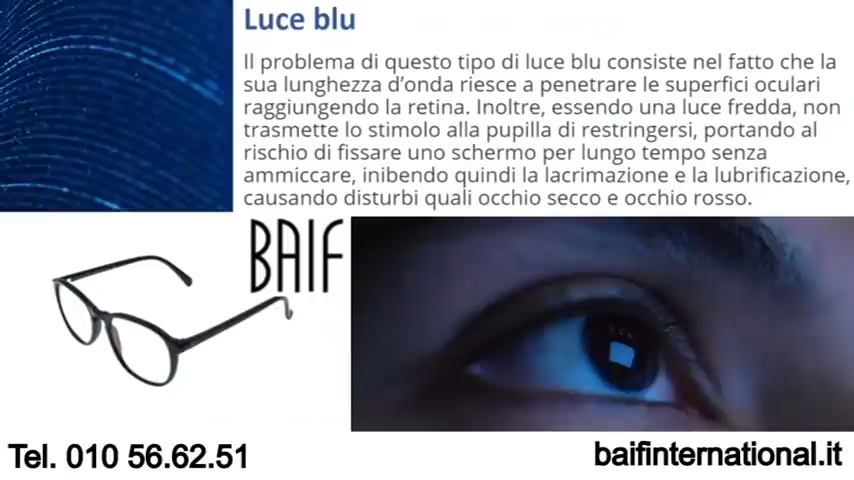 Luce blu
Il problema di questo tipo di luce blu consiste nel fatto che la
sua lunghezza d’onda riesce a penetrare le superfici oculari
raggiungendo la retina. Inoltre, essendo una luce fredda, non
trasmette lo stimolo alla pupilla di restringersi, portando al
rischio di fissare uno schermo per lungo tempo senza
ammiccare, inibendo quindi la lacrimazione e la lubrificazione,
causando disturbi quali occhio secco e occhio rosso.
BAIF
Tel. 010 56.62.51
baifinternational.it